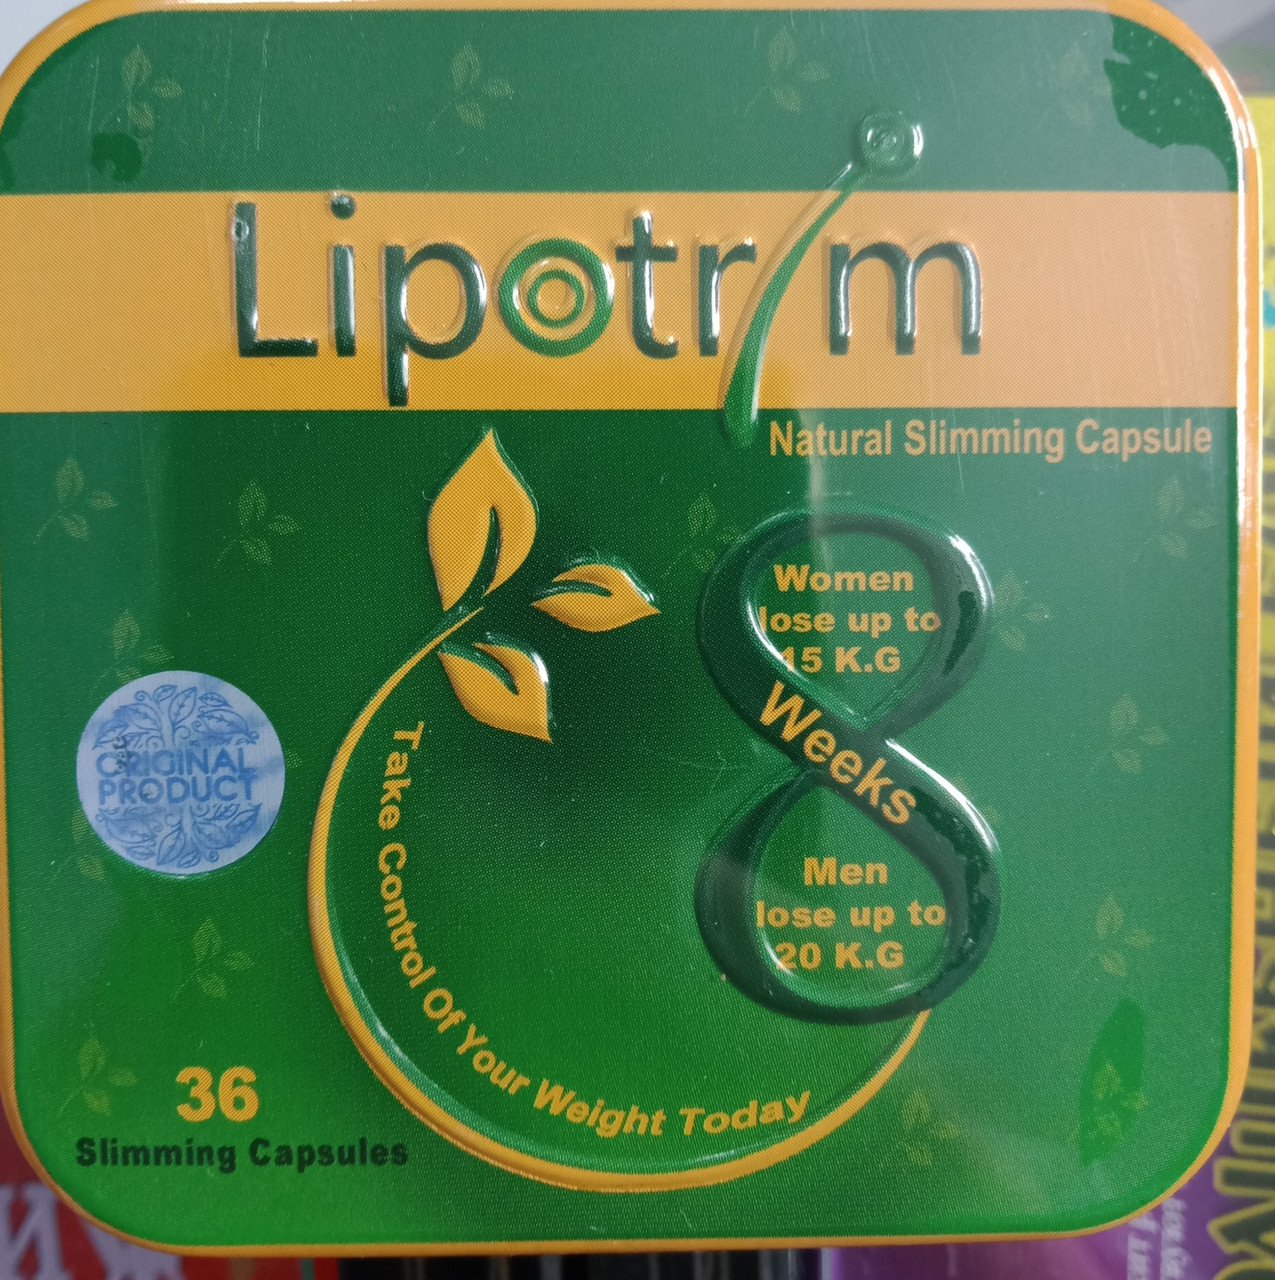 Lipotrim
Natural Slimming Capsule
Women
lose up to
15 K.G
Weeks
Men
lose up to
20 K.G
ORIGINAL
PRODUCT
Take Control Of Your Weight Today
36
Slimming Capsules